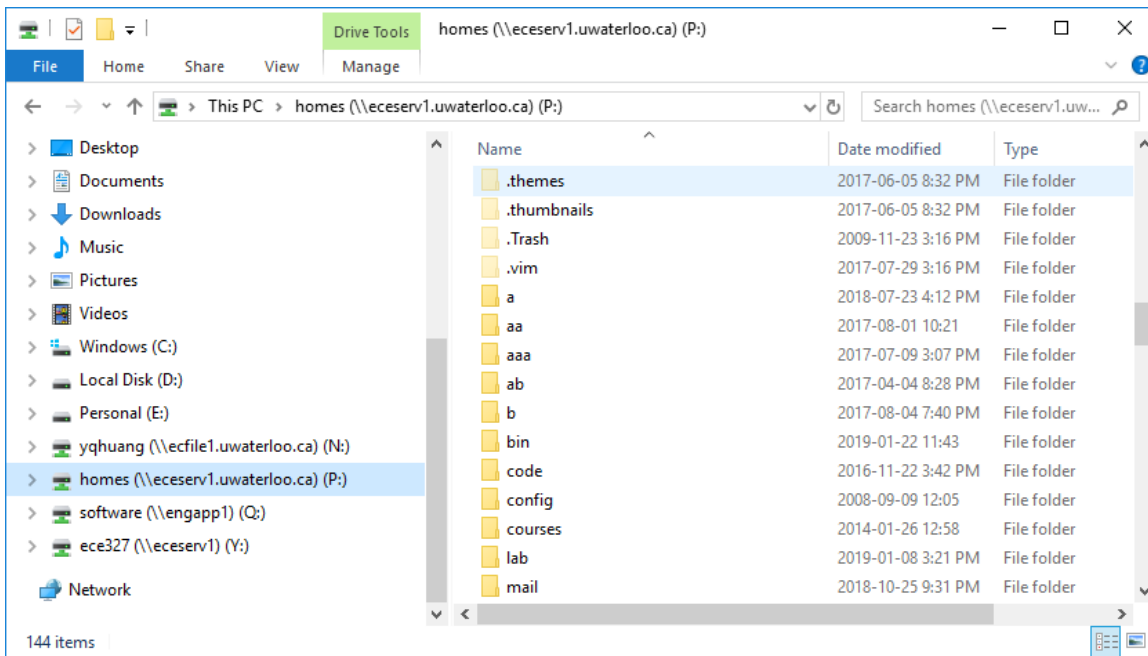 Drive Tools homes (\\eceserv1.uwaterloo.ca) (P:)
File Home Share View Manage
This PC > homes (\\eceserv1.uwaterloo.ca) (P:) Search homes (\\eceserv1.uw...
Desktop
Documents
Downloads
Music
Pictures
Videos
Windows (C:)
Local Disk (D:)
Personal (E:)
yqhuang (\\ecfile1.uwaterloo.ca) (N:)
homes (\\eceserv1.uwaterloo.ca) (P:)
software (\\engapp1) (Q:)
ece327 (\\eceserv1) (Y:)
Network
Name Date modified Type
.themes 2017-06-05 8:32 PM File folder
.thumbnails 2017-06-05 8:32 PM File folder
.Trash 2009-11-23 3:16 PM File folder
.vim 2017-07-29 3:16 PM File folder
a 2018-07-23 4:12 PM File folder
aa 2017-08-01 10:21 File folder
aaa 2017-07-09 3:07 PM File folder
ab 2017-04-04 8:28 PM File folder
b 2017-08-04 7:40 PM File folder
bin 2019-01-22 11:43 File folder
code 2016-11-22 3:42 PM File folder
config 2008-09-09 12:05 File folder
courses 2014-01-26 12:58 File folder
lab 2019-01-08 3:21 PM File folder
mail 2018-10-25 9:31 PM File folder
144 items